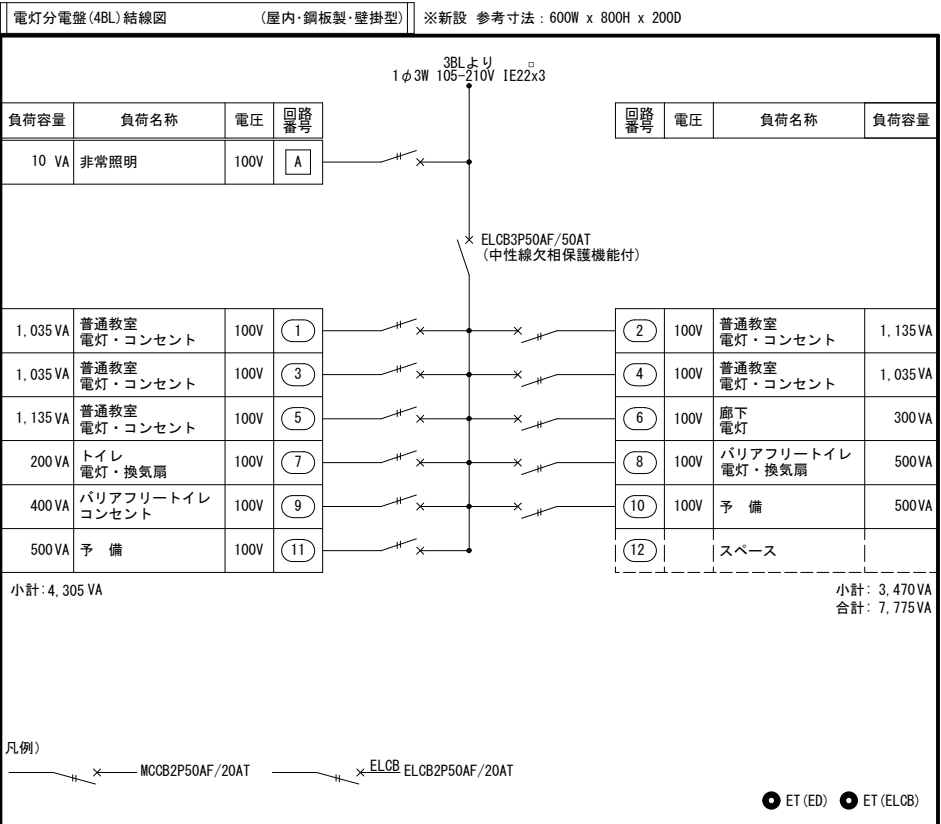 電灯分電盤(4BL)結線図 (屋内･鋼板製･壁掛型) ※新設 参考寸法：600W x 800H x 200D
3BLより
1φ3W 105-210V IE22□x3
負荷容量 負荷名称 電圧 回路番号
回路番号 電圧 負荷名称 負荷容量
10 VA 非常照明 100V A
ELCB3P50AF/50AT
(中性線欠相保護機能付)
1,035VA 普通教室 電灯・コンセント 100V 1
2 100V 普通教室 電灯・コンセント 1,135VA
1,035VA 普通教室 電灯・コンセント 100V 3
4 100V 普通教室 電灯・コンセント 1,035VA
1,135VA 普通教室 電灯・コンセント 100V 5
6 100V 廊下 電灯 300VA
200VA トイレ 電灯・換気扇 100V 7
8 100V バリアフリートイレ 電灯・換気扇 500VA
400VA バリアフリートイレ コンセント 100V 9
10 100V 予 備 500VA
500VA 予 備 100V 11
12 スペース
小計:4,305VA
小計: 3,470VA
合計: 7,775VA
凡例)
MCCB2P50AF/20AT
ELCB ELCB2P50AF/20AT
ET(ED) ET(ELCB)